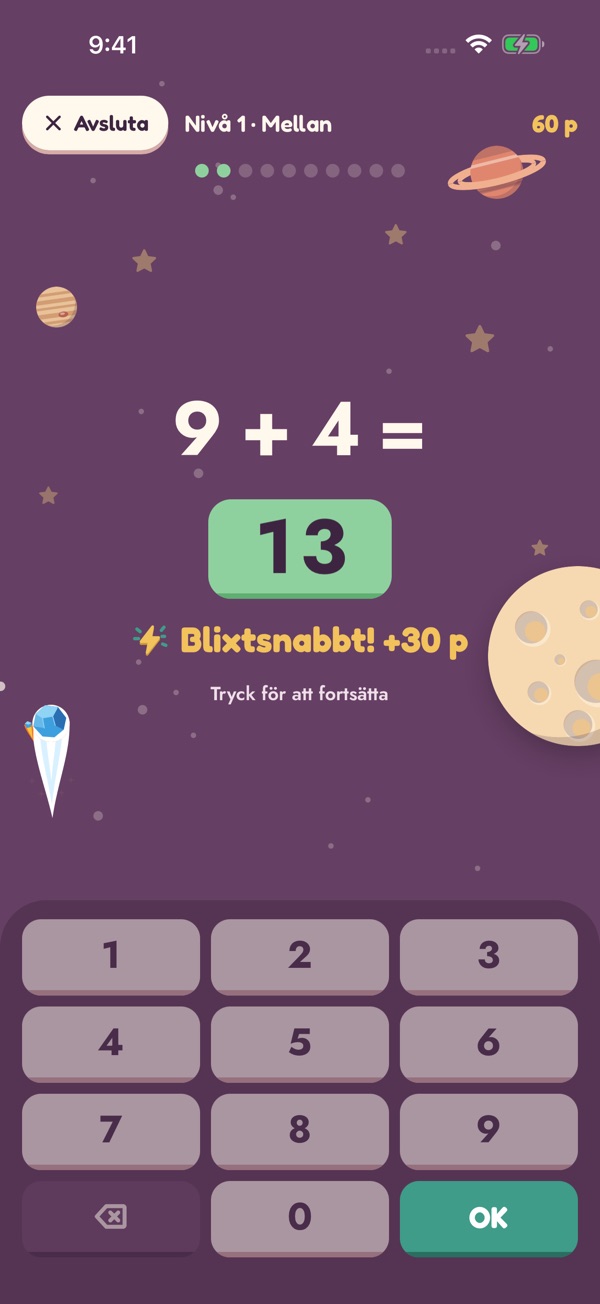 9:41
Avsluta
Nivå 1 · Mellan
60 p
9 + 4 =
13
Blixtsnabbt! +30 p
Tryck för att fortsätta
1 2 3
4 5 6
7 8 9
0 OK